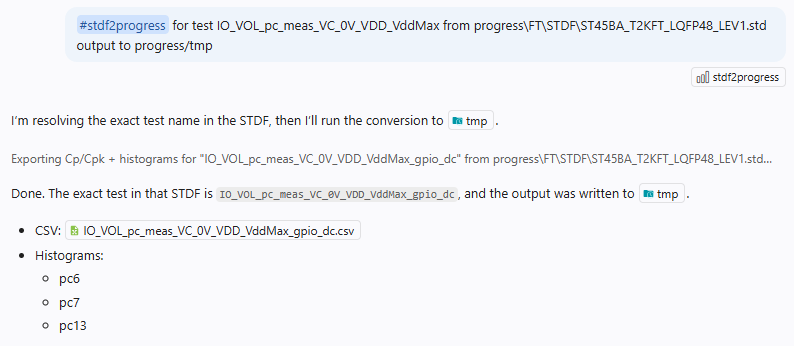 #stdf2progress for test IO_VOL_pc_meas_VC_0V_VDD_VddMax from progress\FT\STDF\ST45BA_T2KFT_LQFP48_LEV1.std
output to progress/tmp
stdf2progress
I'm resolving the exact test name in the STDF, then I'll run the conversion to tmp .
Exporting Cp/Cpk + histograms for "IO_VOL_pc_meas_VC_0V_VDD_VddMax_gpio_dc" from progress\FT\STDF\ST45BA_T2KFT_LQFP48_LEV1.std...
Done. The exact test in that STDF is IO_VOL_pc_meas_VC_0V_VDD_VddMax_gpio_dc, and the output was written to tmp .
• CSV: IO_VOL_pc_meas_VC_0V_VDD_VddMax_gpio_dc.csv
• Histograms:
○ pc6
○ pc7
○ pc13